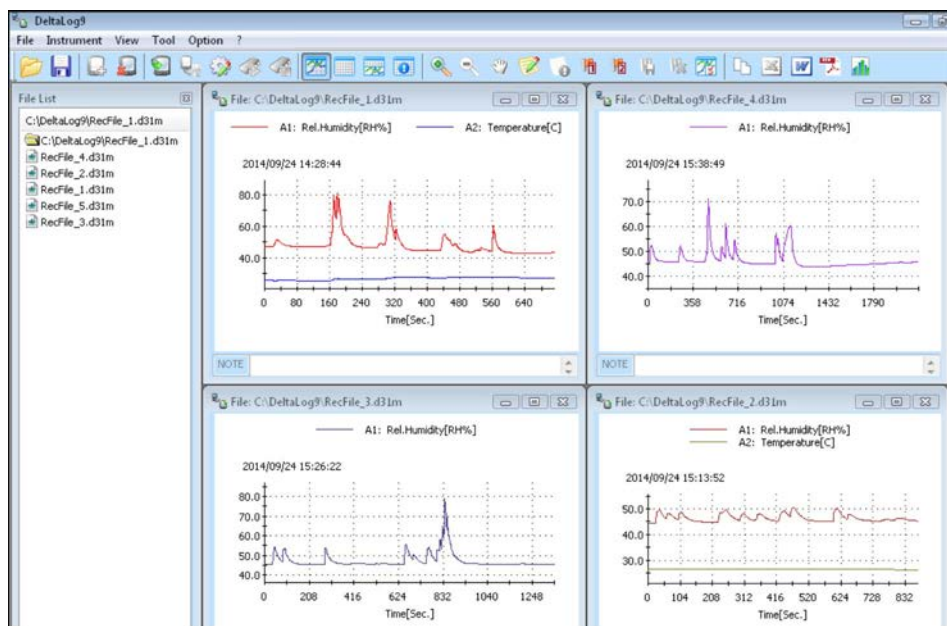 DeltaLog9
File Instrument View Tool Option ?
File List
C:\DeltaLog9\RecFile_1.d31m
C:\DeltaLog9\RecFile_1.d31m
RecFile_4.d31m
RecFile_2.d31m
RecFile_1.d31m
RecFile_5.d31m
RecFile_3.d31m
File: C:\DeltaLog9\RecFile_1.d31m
A1: Rel.Humidity[RH%] A2: Temperature[C]
2014/09/24 14:28:44
80.0
60.0
40.0
0 80 160 240 320 400 480 560 640
Time[Sec.]
NOTE
File: C:\DeltaLog9\RecFile_4.d31m
A1: Rel.Humidity[RH%]
2014/09/24 15:38:49
70.0
60.0
50.0
40.0
0 358 716 1074 1432 1790
Time[Sec.]
NOTE
File: C:\DeltaLog9\RecFile_3.d31m
A1: Rel.Humidity[RH%]
2014/09/24 15:26:22
80.0
70.0
60.0
50.0
40.0
0 208 416 624 832 1040 1248
Time[Sec.]
File: C:\DeltaLog9\RecFile_2.d31m
A1: Rel.Humidity[RH%]
A2: Temperature[C]
2014/09/24 15:13:52
50.0
40.0
30.0
0 104 208 312 416 520 624 728 832
Time[Sec.]